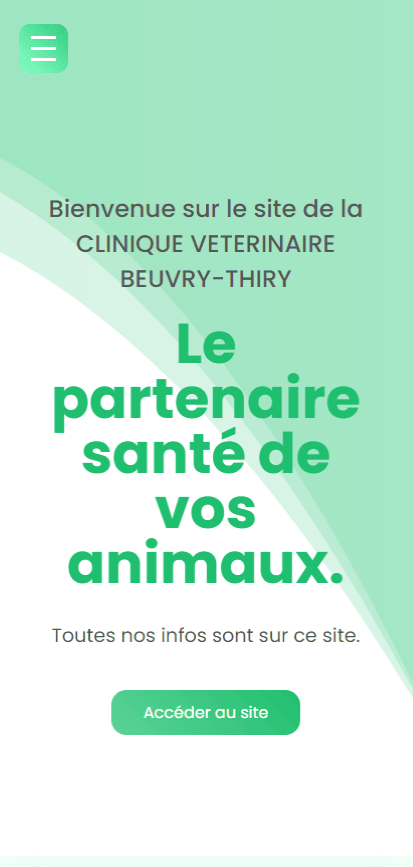 Bienvenue sur le site de la
CLINIQUE VETERINAIRE
BEUVRY-THIRY
Le
partenaire
santé de
vos
animaux.
Toutes nos infos sont sur ce site.
Accéder au site